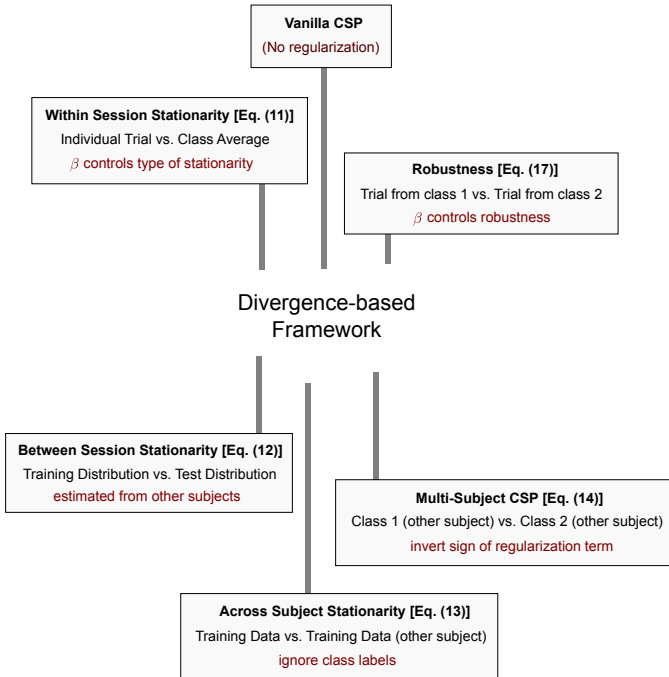 Vanilla CSP
(No regularization)
Within Session Stationarity [Eq. (11)]
Individual Trial vs. Class Average
β controls type of stationarity
Robustness [Eq. (17)]
Trial from class 1 vs. Trial from class 2
β controls robustness
Divergence-based
Framework
Between Session Stationarity [Eq. (12)]
Training Distribution vs. Test Distribution
estimated from other subjects
Multi-Subject CSP [Eq. (14)]
Class 1 (other subject) vs. Class 2 (other subject)
invert sign of regularization term
Across Subject Stationarity [Eq. (13)]
Training Data vs. Training Data (other subject)
ignore class labels